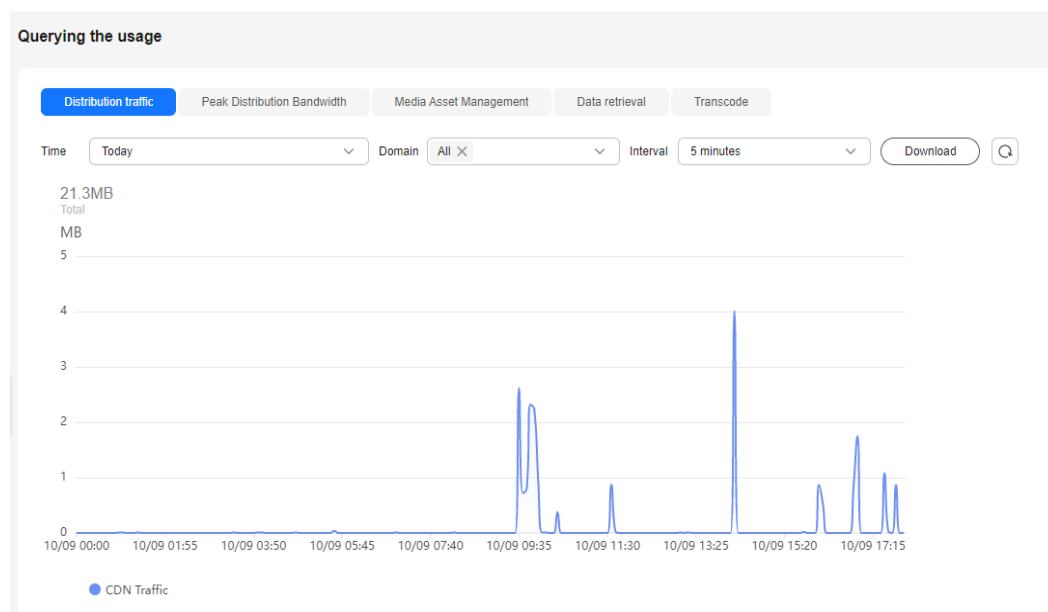 Querying the usage
Distribution traffic Peak Distribution Bandwidth Media Asset Management Data retrieval Transcode
Time Today Domain All Interval 5 minutes Download
21.3MB
Total
MB
5
4
3
2
1
0
10/09 00:00 10/09 01:55 10/09 03:50 10/09 05:45 10/09 07:40 10/09 09:35 10/09 11:30 10/09 13:25 10/09 15:20 10/09 17:15
CDN Traffic